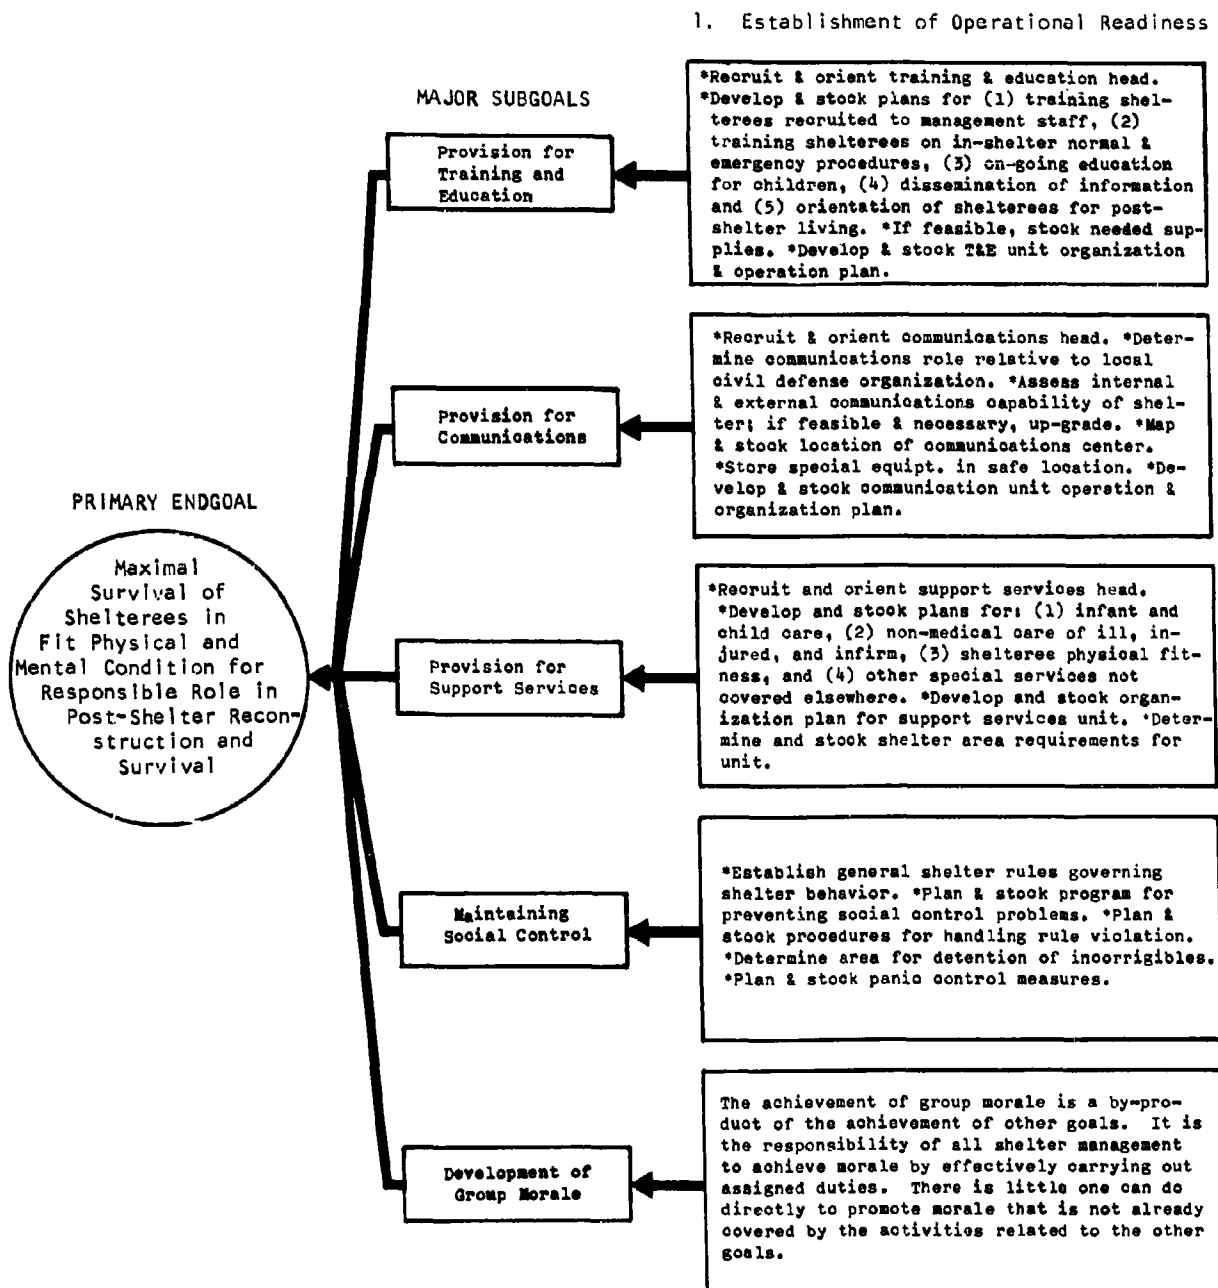 1. Establishment of Operational Readiness
MAJOR SUBGOALS
PRIMARY ENDGOAL
Maximal
Survival of
Shelterees in
Fit Physical and
Mental Condition for
Responsible Role in
Post-Shelter Recon-
struction and
Survival
Provision for
Training and
Education
*Recruit & orient training & education head.
*Develop & stock plans for (1) training shel-
terees recruited to management staff, (2)
training shelterees on in-shelter normal &
emergency procedures, (3) on-going education
for children, (4) dissemination of information
and (5) orientation of shelterees for post-
shelter living. *If feasible, stock needed sup-
plies. *Develop & stock T&E unit organization
& operation plan.
Provision for
Communications
*Recruit & orient communications head. *Deter-
mine communications role relative to local
civil defense organization. *Assess internal
& external communications capability of shel-
ter; if feasible & necessary, up-grade. *Map
& stock location of communications center.
*Store special equipt. in safe location. *De-
velop & stock communication unit operation &
organization plan.
Provision for
Support Services
*Recruit and orient support services head.
*Develop and stock plans for: (1) infant and
child care, (2) non-medical care of ill, in-
jured, and infirm, (3) shelteree physical fit-
ness, and (4) other special services not
covered elsewhere. *Develop and stock organ-
ization plan for support services unit. *Deter-
mine and stock shelter area requirements for
unit.
Maintaining
Social Control
*Establish general shelter rules governing
shelter behavior. *Plan & stock program for
preventing social control problems. *Plan &
stock procedures for handling rule violation.
*Determine area for detention of incorrigibles.
*Plan & stock panic control measures.
Development of
Group Morale
The achievement of group morale is a by-pro-
duct of the achievement of other goals. It is
the responsibility of all shelter management
to achieve morale by effectively carrying out
assigned duties. There is little one can do
directly to promote morale that is not already
covered by the activities related to the other
goals.